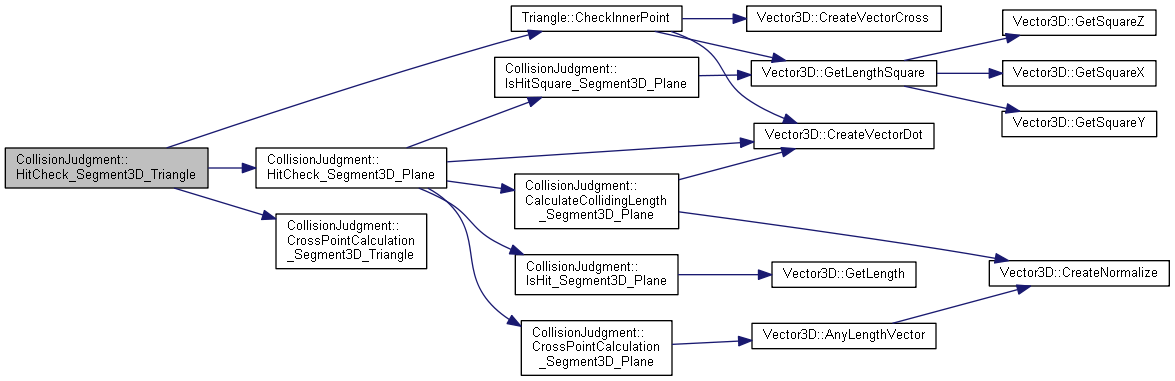 CollisionJudgment::
HitCheck_Segment3D_Triangle
Triangle::CheckInnerPoint
CollisionJudgment::
HitCheck_Segment3D_Plane
CollisionJudgment::
CrossPointCalculation
_Segment3D_Triangle
CollisionJudgment::
IsHitSquare_Segment3D_Plane
CollisionJudgment::
CalculateCollidingLength
_Segment3D_Plane
CollisionJudgment::
IsHit_Segment3D_Plane
CollisionJudgment::
CrossPointCalculation
_Segment3D_Plane
Vector3D::CreateVectorCross
Vector3D::GetLengthSquare
Vector3D::CreateVectorDot
Vector3D::GetLength
Vector3D::AnyLengthVector
Vector3D::GetSquareZ
Vector3D::GetSquareX
Vector3D::GetSquareY
Vector3D::CreateNormalize